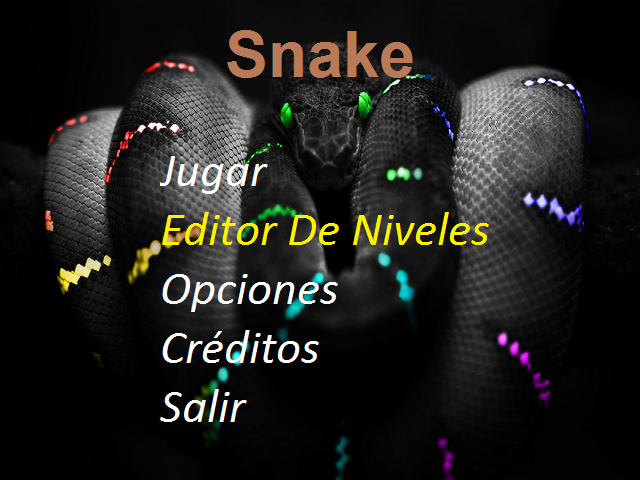 Snake
Jugar
Editor De Niveles
Opciones
Créditos
Salir